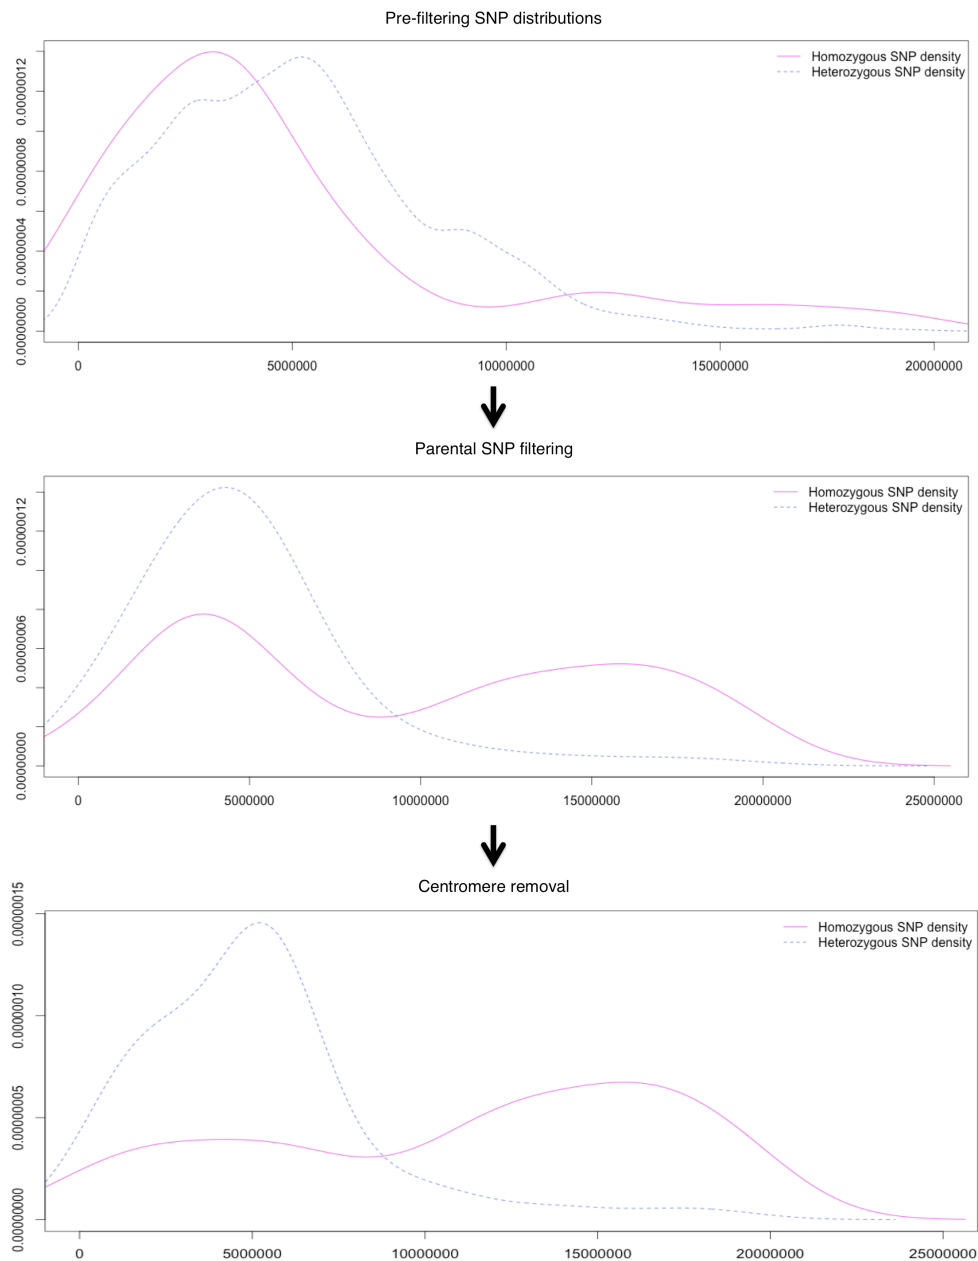 Pre-filtering SNP distributions
Homozygous SNP density
Heterozygous SNP density
0.00000012
0.00000008
0.00000004
0.00000000
0 5000000 10000000 15000000 20000000
Parental SNP filtering
Homozygous SNP density
Heterozygous SNP density
0.00000012
0.00000006
0.00000000
0 5000000 10000000 15000000 20000000 25000000
Centromere removal
Homozygous SNP density
Heterozygous SNP density
0.00000015
0.00000010
0.00000005
0.00000000
0 5000000 10000000 15000000 20000000 25000000